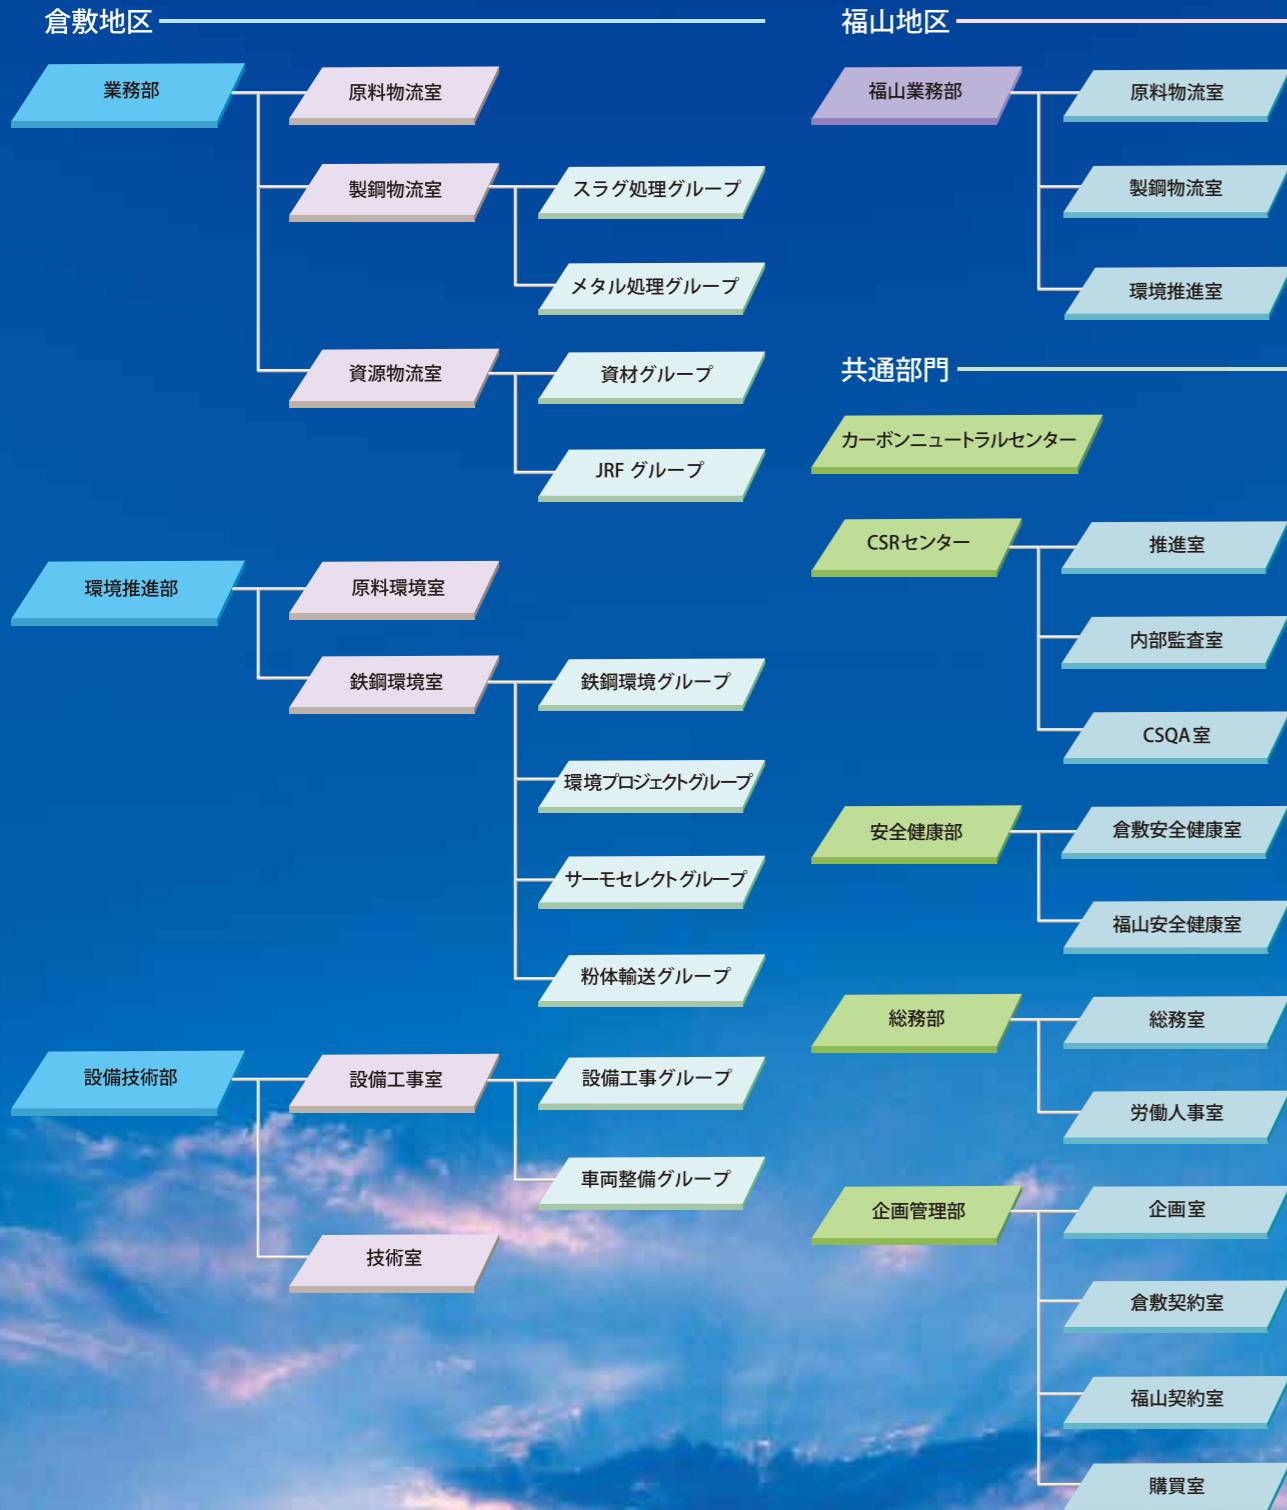 倉敷地区
業務部
原料物流室
製鋼物流室
スラグ処理グループ
メタル処理グループ
資源物流室
資材グループ
JRF グループ
環境推進部
原料環境室
鉄鋼環境室
鉄鋼環境グループ
環境プロジェクトグループ
サーモセレクトグループ
粉体輸送グループ
設備技術部
設備工事室
設備工事グループ
車両整備グループ
技術室
福山地区
福山業務部
原料物流室
製鋼物流室
環境推進室
共通部門
カーボンニュートラルセンター
CSRセンター
推進室
内部監査室
CSQA室
安全健康部
倉敷安全健康室
福山安全健康室
総務部
総務室
労働人事室
企画管理部
企画室
倉敷契約室
福山契約室
購買室